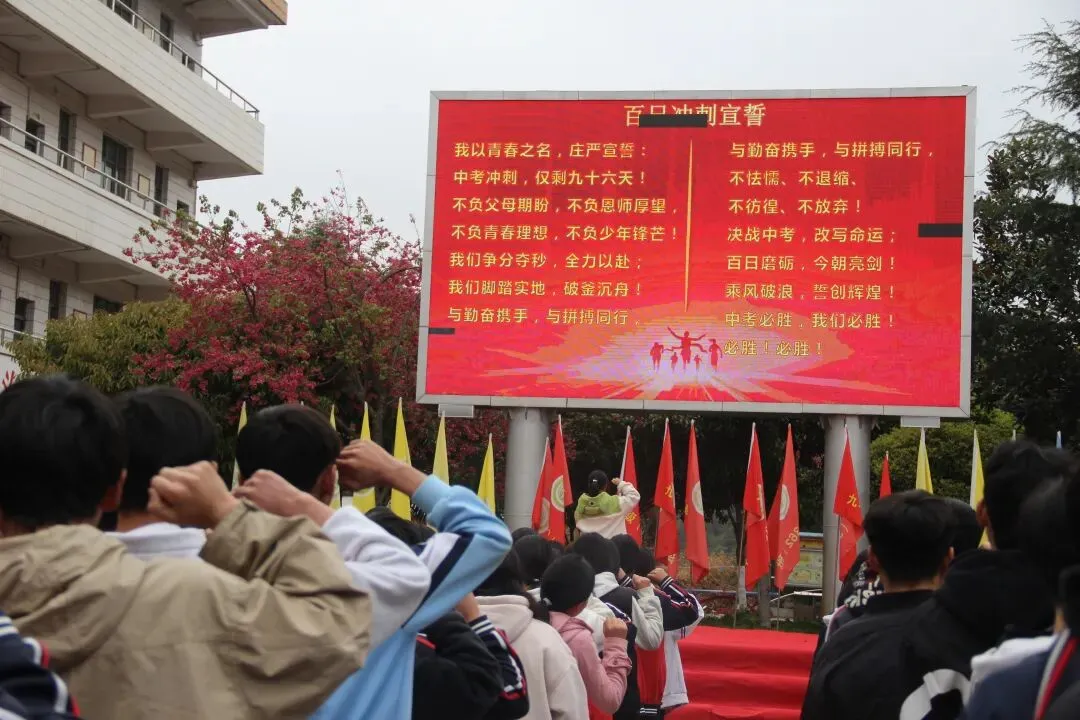 百日冲刺宣誓
我以青春之名，庄严宣誓：
中考冲刺，仅剩九十六天！
不负父母期盼，不负恩师厚望，
不负青春理想，不负少年锋芒！
我们争分夺秒，全力以赴；
我们脚踏实地，破釜沉舟！
与勤奋携手，与拼搏同行，
与勤奋携手，与拼搏同行，
不怯懦、不退缩、
不彷徨、不放弃！
决战中考，改写命运；
百日磨砺，今朝亮剑！
乘风破浪，誓创辉煌！
中考必胜，我们必胜！
必胜！必胜！